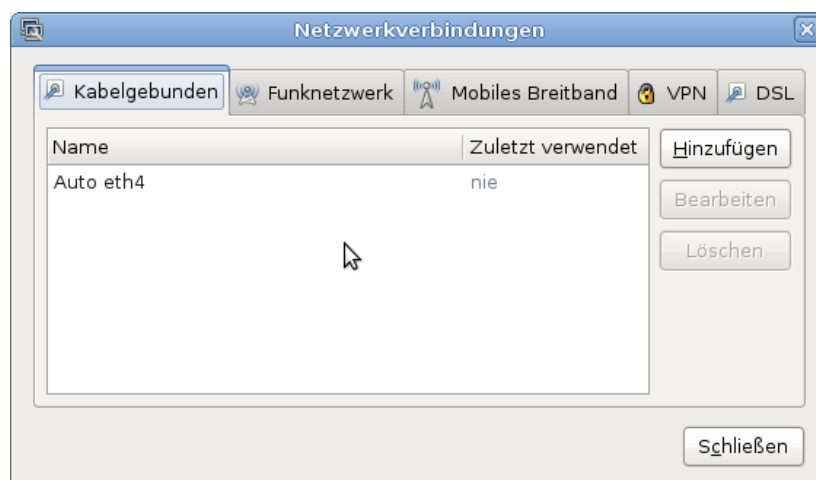 Netzwerkverbindungen
Kabelgebunden Funknetzwerk Mobiles Breitband VPN DSL
Name Zuletzt verwendet Hinzufügen
Auto eth4 nie
Bearbeiten
Löschen
Schließen